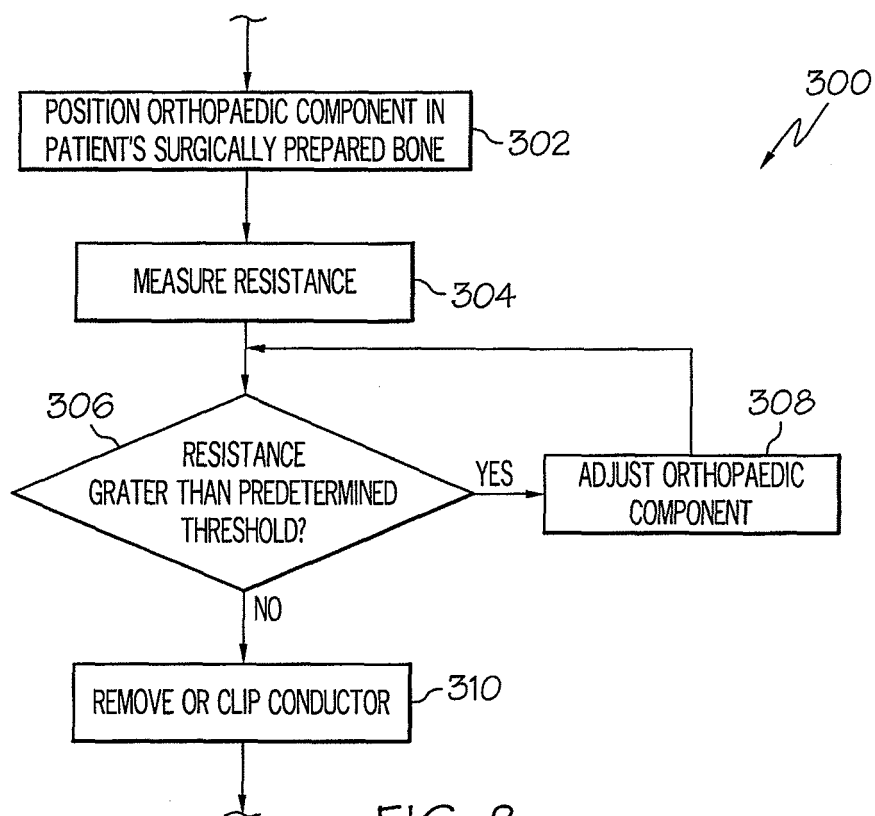 300
POSITION ORTHOPAEDIC COMPONENT IN
PATIENT'S SURGICALLY PREPARED BONE
302
MEASURE RESISTANCE
304
306
308
RESISTANCE
GRATER THAN PREDETERMINED
THRESHOLD?
YES
ADJUST ORTHOPAEDIC
COMPONENT
NO
REMOVE OR CLIP CONDUCTOR
310